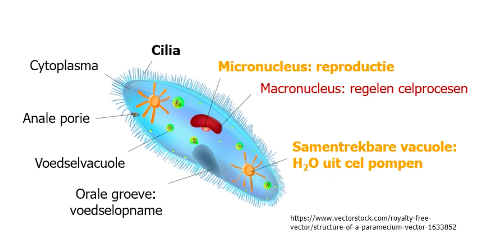 Cilia
Cytoplasma
Micronucleus: reproductie
Macronucleus: regelen celprocesen
Anale porie
Samentrekbare vacuole:
H₂O uit cel pompen
Voedselvacuole
Orale groeve:
voedselopname
https://www.vectorstock.com/royalty-free-
vector/structure-of-a-paramecium-vector-1633852